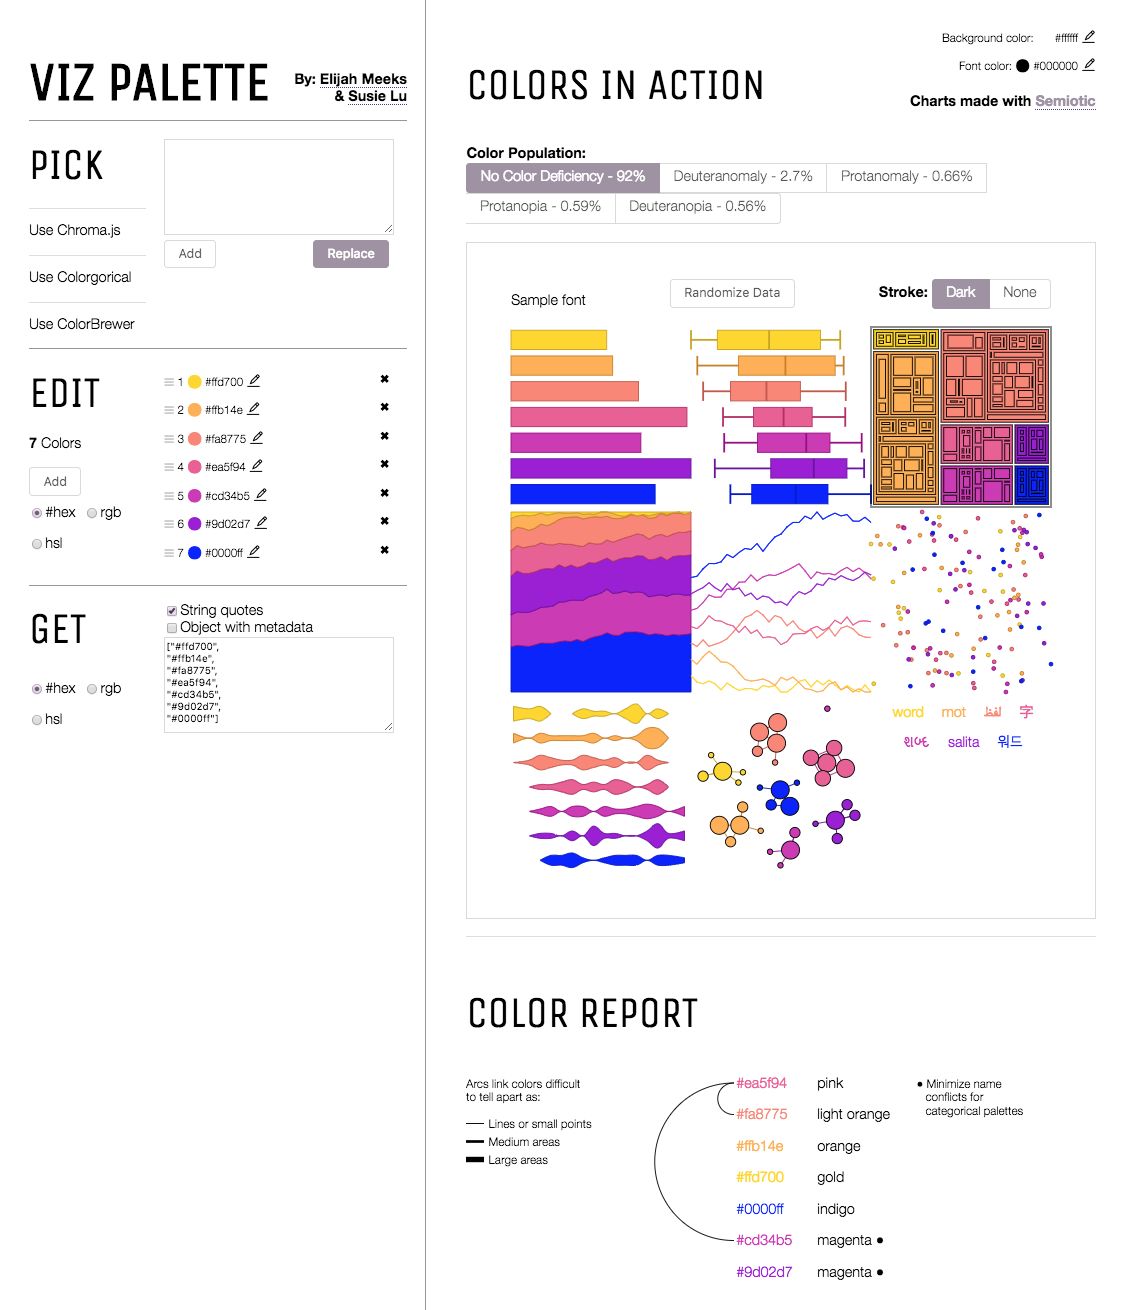 VIZ PALETTE
By: Elijah Meeks
& Susie Lu
PICK
Use Chroma.js
Use Colorgorical
Use ColorBrewer
Add
Replace
EDIT
7 Colors
Add
#hex
rgb
hsl
1 #ffd700
2 #ffb14e
3 #fa8775
4 #ea5f94
5 #cd34b5
6 #9d02d7
7 #0000ff
GET
#hex
rgb
hsl
String quotes
Object with metadata
["#ffd700",
"#ffb14e",
"#fa8775",
"#ea5f94",
"#cd34b5",
"#9d02d7",
"#0000ff"]
COLORS IN ACTION
Background color: #ffffff
Font color: #000000
Charts made with Semiotic
Color Population:
No Color Deficiency - 92%
Deuteranomaly - 2.7%
Protanomaly - 0.66%
Protanopia - 0.59%
Deuteranopia - 0.56%
Sample font
Randomize Data
Stroke: Dark None
word mot لفظ 字
salita 워드
COLOR REPORT
Arcs link colors difficult
to tell apart as:
Lines or small points
Medium areas
Large areas
#ea5f94 pink
#fa8775 light orange
#ffb14e orange
#ffd700 gold
#0000ff indigo
#cd34b5 magenta ●
#9d02d7 magenta ●
● Minimize name
conflicts for
categorical palettes